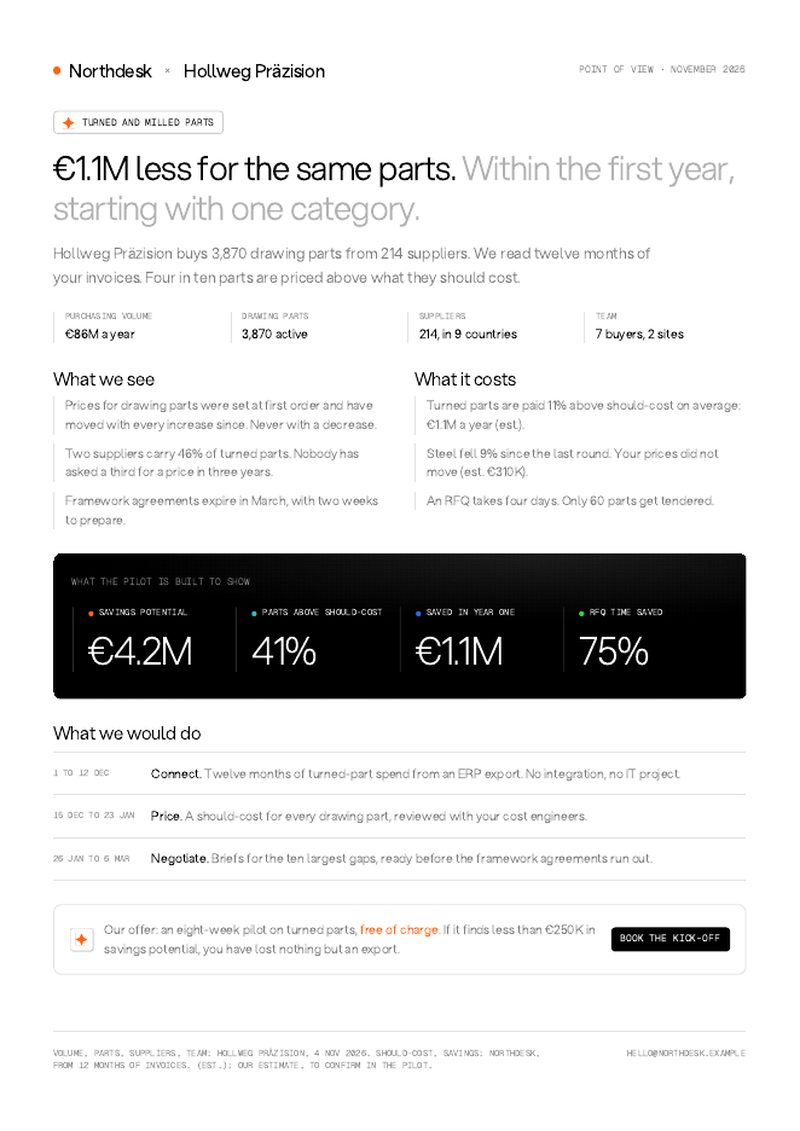 Northdesk × Hollweg Präzision
POINT OF VIEW · NOVEMBER 2026
TURNED AND MILLED PARTS
€1.1M less for the same parts. Within the first year,
starting with one category.
Hollweg Präzision buys 3,870 drawing parts from 214 suppliers. We read twelve months of
your invoices. Four in ten parts are priced above what they should cost.
PURCHASING VOLUME
€86M a year
DRAWING PARTS
3,870 active
SUPPLIERS
214, in 9 countries
TEAM
7 buyers, 2 sites
What we see
Prices for drawing parts were set at first order and have
moved with every increase since. Never with a decrease.
Two suppliers carry 46% of turned parts. Nobody has
asked a third for a price in three years.
Framework agreements expire in March, with two weeks
to prepare.
What it costs
Turned parts are paid 11% above should-cost on average:
€1.1M a year (est.).
Steel fell 9% since the last round. Your prices did not
move (est. €310K).
An RFQ takes four days. Only 60 parts get tendered.
WHAT THE PILOT IS BUILT TO SHOW
SAVINGS POTENTIAL
€4.2M
PARTS ABOVE SHOULD-COST
41%
SAVED IN YEAR ONE
€1.1M
RFQ TIME SAVED
75%
What we would do
1 TO 12 DEC
Connect. Twelve months of turned-part spend from an ERP export. No integration, no IT project.
15 DEC TO 23 JAN
Price. A should-cost for every drawing part, reviewed with your cost engineers.
26 JAN TO 6 MAR
Negotiate. Briefs for the ten largest gaps, ready before the framework agreements run out.
Our offer: an eight-week pilot on turned parts, free of charge. If it finds less than €250K in
savings potential, you have lost nothing but an export.
BOOK THE KICK-OFF
VOLUME, PARTS, SUPPLIERS, TEAM: HOLLWEG PRÄZISION, 4 NOV 2026. SHOULD-COST, SAVINGS: NORTHDESK,
FROM 12 MONTHS OF INVOICES. (EST.): OUR ESTIMATE, TO CONFIRM IN THE PILOT.
HELLO@NORTHDESK.EXAMPLE